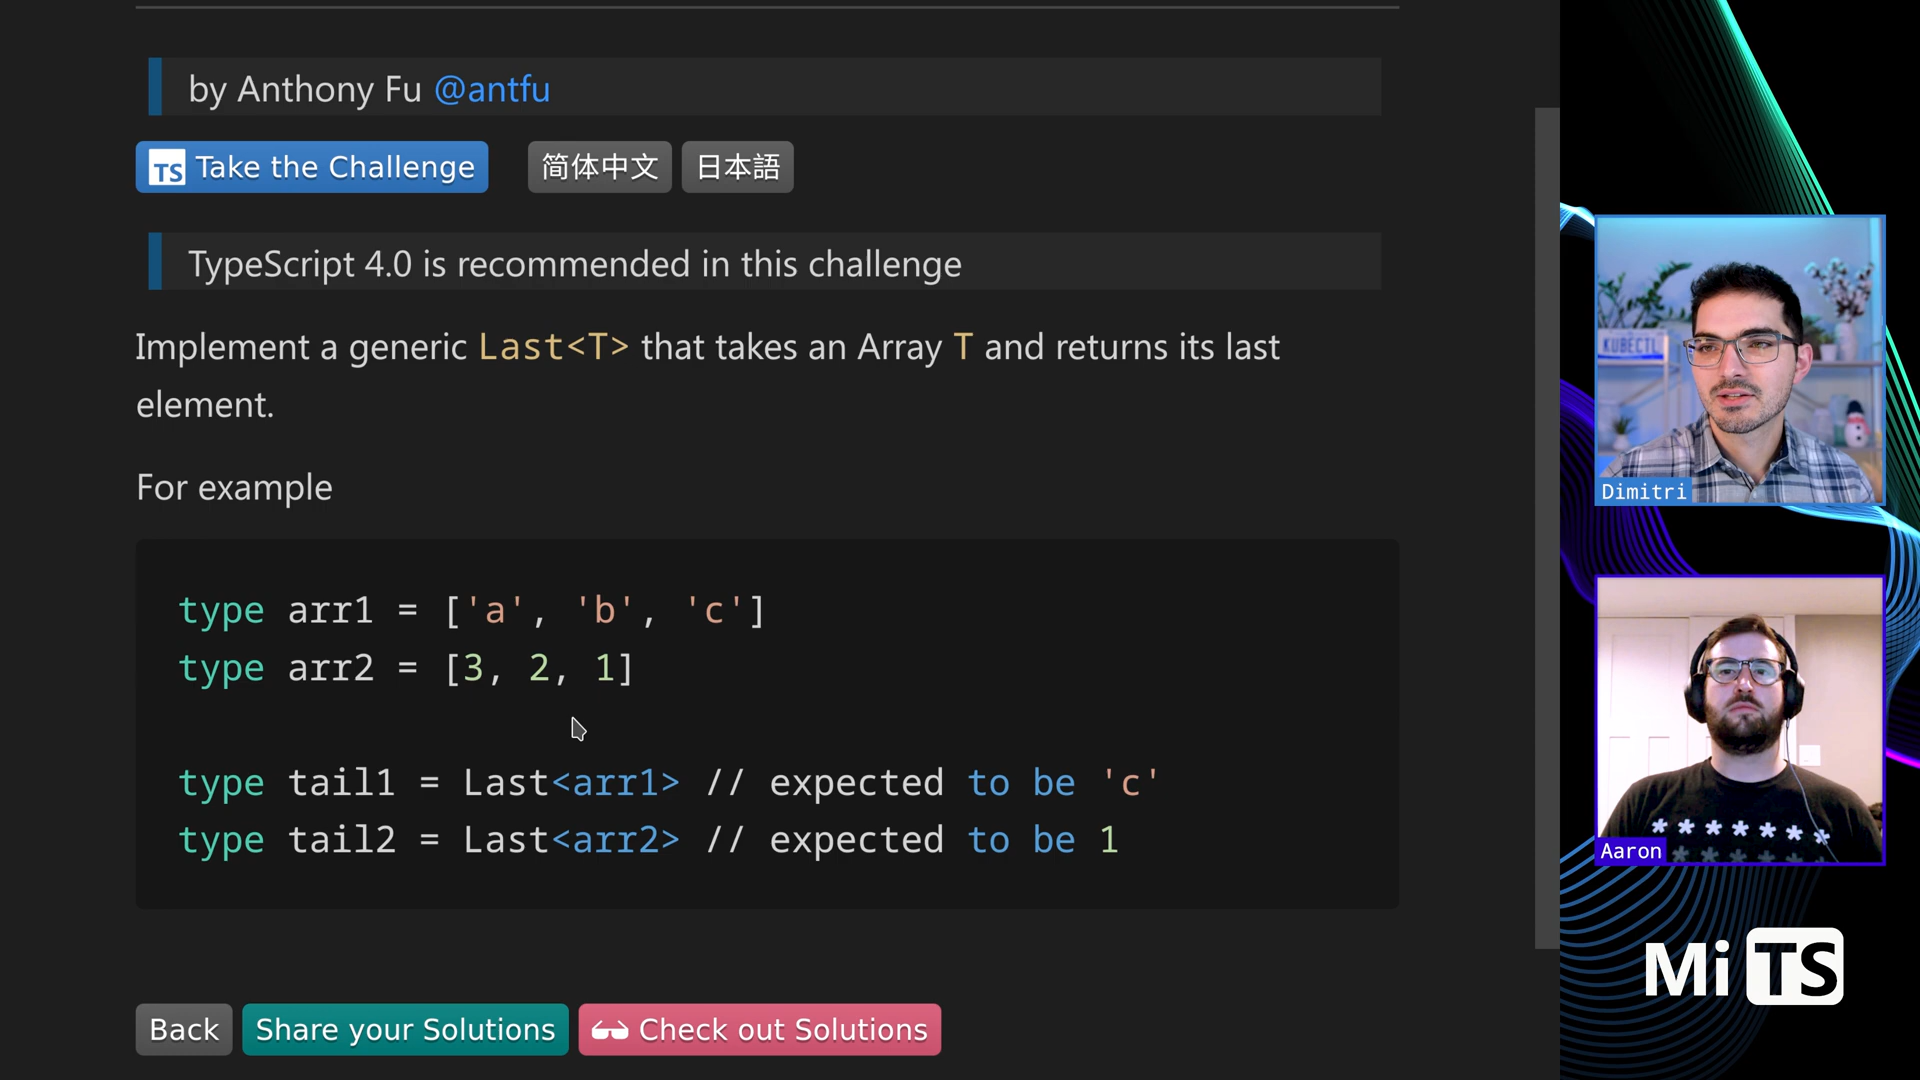 by Anthony Fu @antfu
TS Take the Challenge
简体中文
日本語
TypeScript 4.0 is recommended in this challenge
Implement a generic Last<T> that takes an Array T and returns its last
element.
For example
type arr1 = ['a', 'b', 'c']
type arr2 = [3, 2, 1]
type tail1 = Last<arr1> // expected to be 'c'
type tail2 = Last<arr2> // expected to be 1
Back
Share your Solutions
Check out Solutions
KUBECTL
Dimitri
*******
Aaron
Mi TS